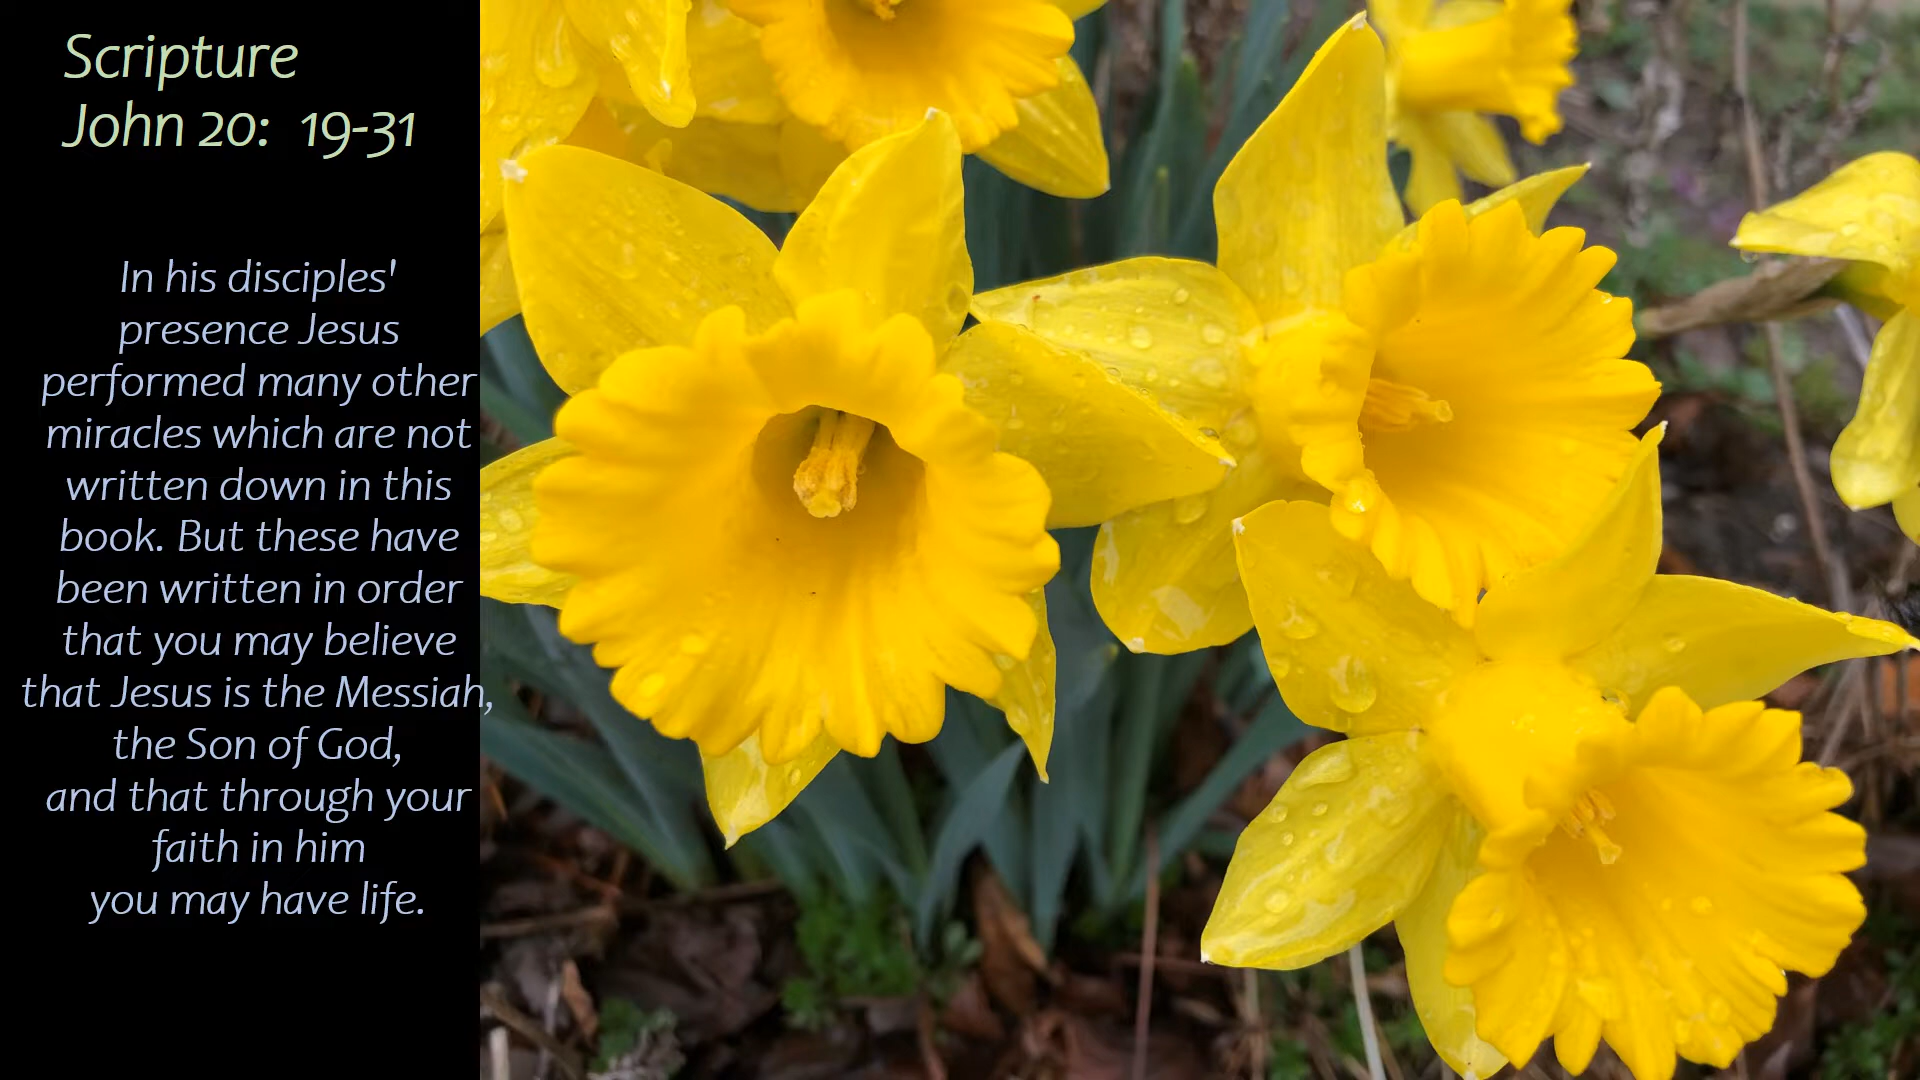 Scripture
John 20: 19-31
In his disciples'
presence Jesus
performed many other
miracles which are not
written down in this
book. But these have
been written in order
that you may believe
that Jesus is the Messiah,
the Son of God,
and that through your
faith in him
you may have life.